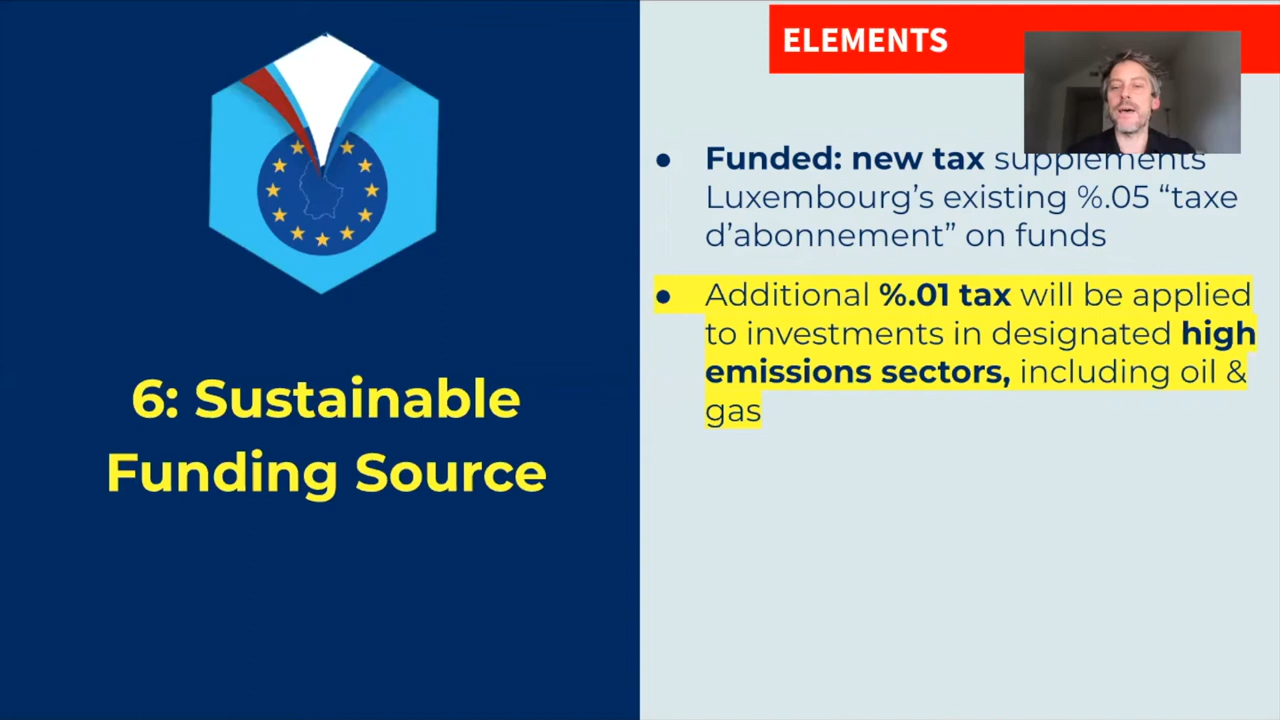 ELEMENTS
6: Sustainable
Funding Source
● Funded: new tax supplements
Luxembourg’s existing %.05 “taxe
d’abonnement” on funds
● Additional %.01 tax will be applied
to investments in designated high
emissions sectors, including oil &
gas